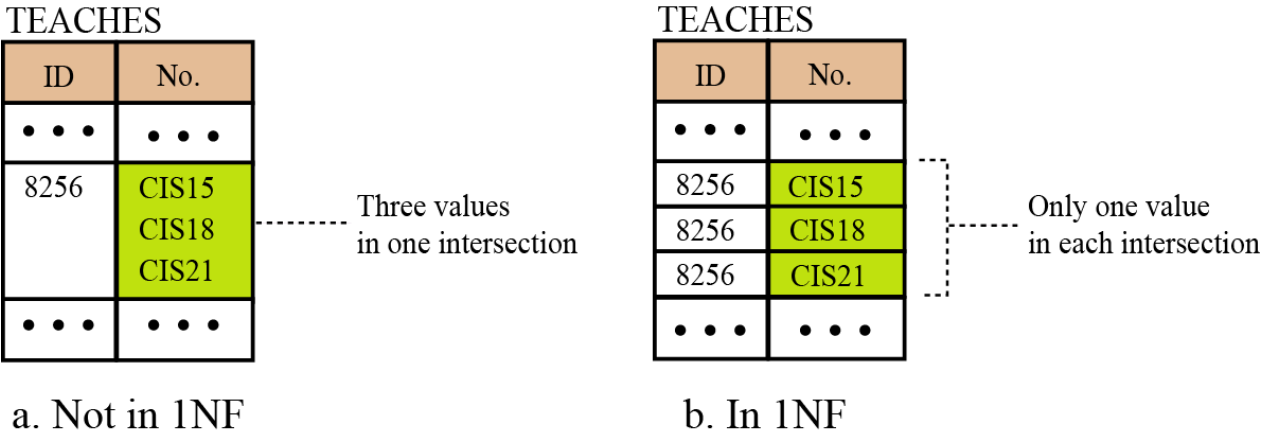 TEACHES
ID No.
• • • • • •
8256 CIS15
CIS18
CIS21
• • • • • •
Three values
in one intersection
a. Not in 1NF
TEACHES
ID No.
• • • • • •
8256 CIS15
8256 CIS18
8256 CIS21
• • • • • •
Only one value
in each intersection
b. In 1NF